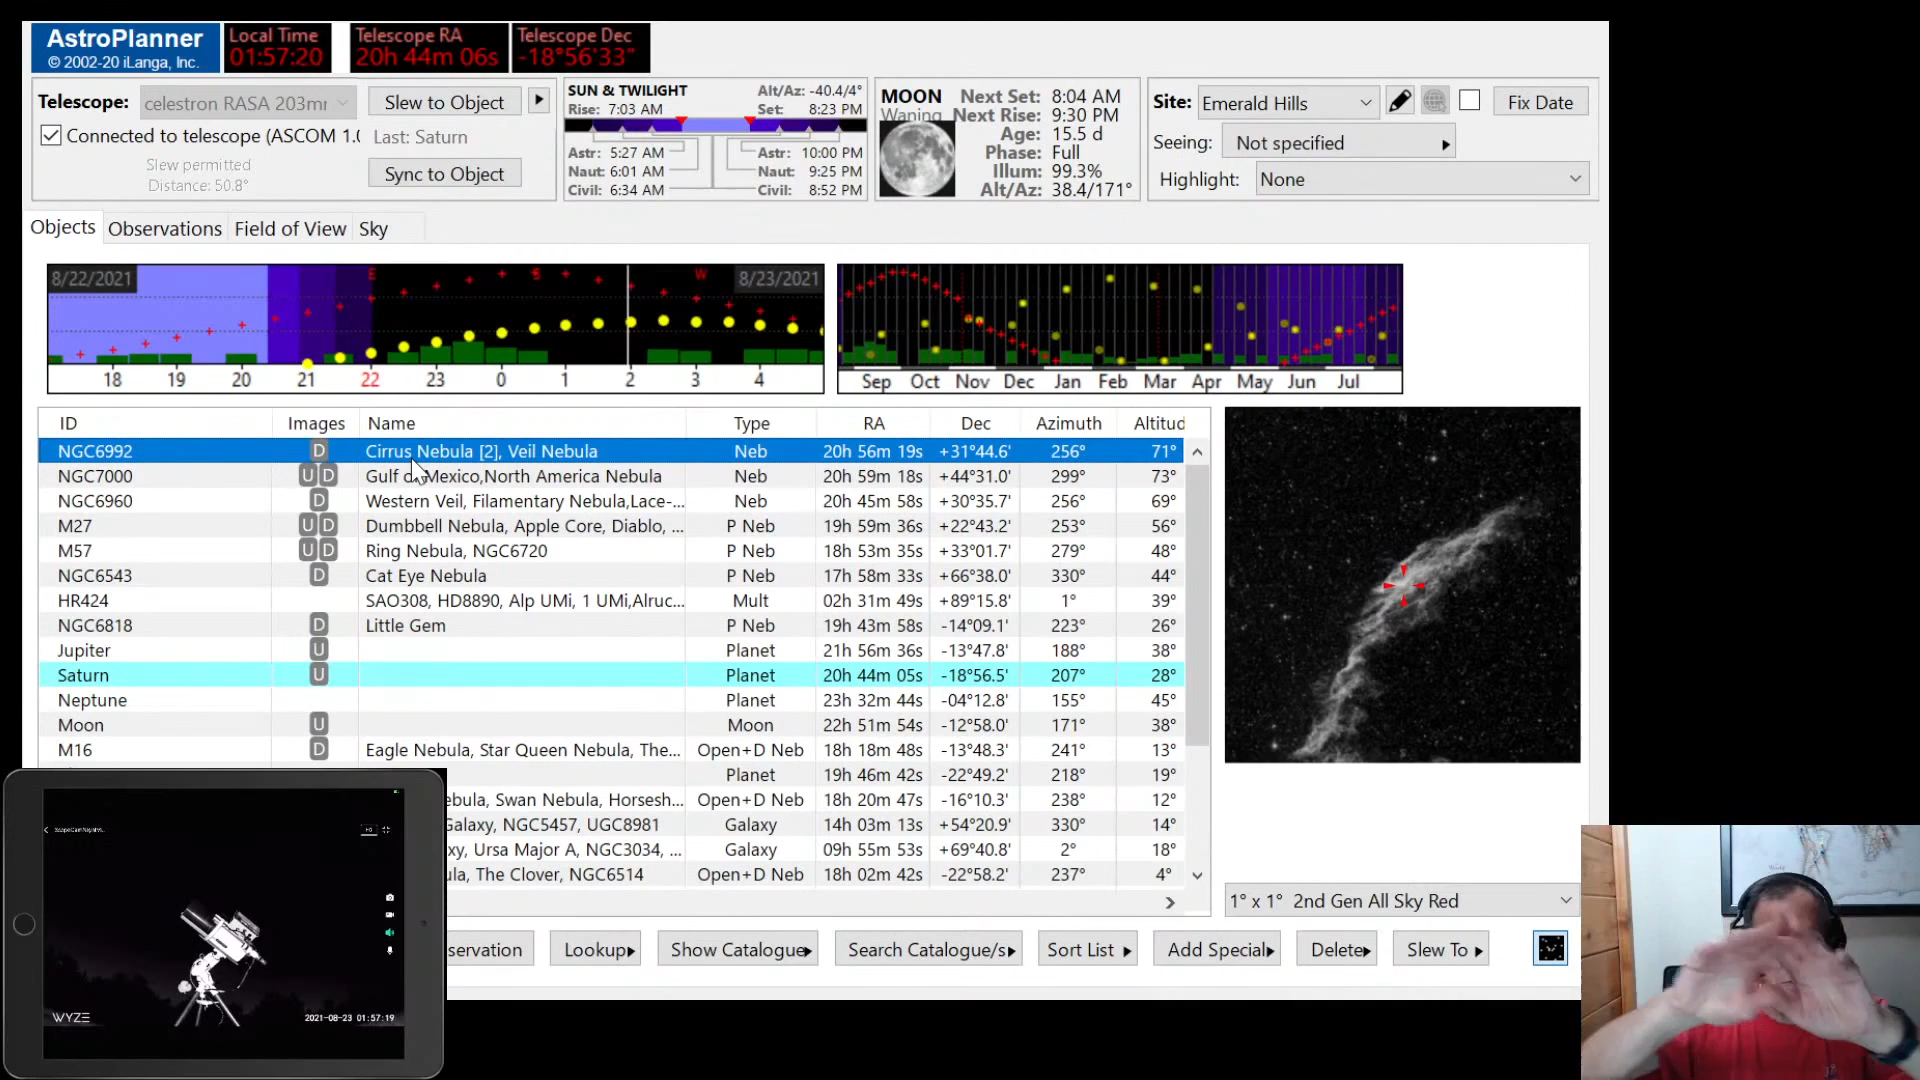 AstroPlanner
© 2002-20 iLanga, Inc.
Local Time
01:57:20
Telescope RA
20h 44m 06s
Telescope Dec
-18°56'33"
Telescope:
celestron RASA 203mr
Slew to Object
Connected to telescope (ASCOM 1.0
Last: Saturn
Slew permitted
Distance: 50.8°
Sync to Object
SUN & TWILIGHT
Alt/Az: -40.4/4°
Rise: 7:03 AM
Set: 8:23 PM
Astr: 5:27 AM
Astr: 10:00 PM
Naut: 6:01 AM
Naut: 9:25 PM
Civil: 6:34 AM
Civil: 8:52 PM
MOON
Next Set: 8:04 AM
Waning
Next Rise: 9:30 PM
Age: 15.5 d
Phase: Full
Illum: 99.3%
Alt/Az: 38.4/171°
Site: Emerald Hills
Fix Date
Seeing: Not specified
Highlight: None
Objects Observations Field of View Sky
8/22/2021
E S W
8/23/2021
18 19 20 21 22 23 0 1 2 3 4
Sep Oct Nov Dec Jan Feb Mar Apr May Jun Jul
ID Images Name Type RA Dec Azimuth Altitud
NGC6992 D Cirrus Nebula [2], Veil Nebula Neb 20h 56m 19s +31°44.6' 256° 71°
NGC7000 U D Gulf o Mexico,North America Nebula Neb 20h 59m 18s +44°31.0' 299° 73°
NGC6960 D Western Veil, Filamentary Nebula,Lace-... Neb 20h 45m 58s +30°35.7' 256° 69°
M27 U D Dumbbell Nebula, Apple Core, Diablo, ... P Neb 19h 59m 36s +22°43.2' 253° 56°
M57 U D Ring Nebula, NGC6720 P Neb 18h 53m 35s +33°01.7' 279° 48°
NGC6543 D Cat Eye Nebula P Neb 17h 58m 33s +66°38.0' 330° 44°
HR424 SAO308, HD8890, Alp UMi, 1 UMi,Alruc... Mult 02h 31m 49s +89°15.8' 1° 39°
NGC6818 D Little Gem P Neb 19h 43m 58s -14°09.1' 223° 26°
Jupiter U Planet 21h 56m 36s -13°47.8' 188° 38°
Saturn U Planet 20h 44m 05s -18°56.5' 207° 28°
Neptune Planet 23h 32m 44s -04°12.8' 155° 45°
Moon U Moon 22h 51m 54s -12°58.0' 171° 38°
M16 D Eagle Nebula, Star Queen Nebula, The... Open+D Neb 18h 18m 48s -13°48.3' 241° 13°
Planet 19h 46m 42s -22°49.2' 218° 19°
ebula, Swan Nebula, Horsesh... Open+D Neb 18h 20m 47s -16°10.3' 238° 12°
Galaxy, NGC5457, UGC8981 Galaxy 14h 03m 13s +54°20.9' 330° 14°
xy, Ursa Major A, NGC3034, ... Galaxy 09h 55m 53s +69°40.8' 2° 18°
ula, The Clover, NGC6514 Open+D Neb 18h 02m 42s -22°58.2' 237° 4°
1° x 1° 2nd Gen All Sky Red
servation Lookup Show Catalogue Search Catalogue/s Sort List Add Special Delete Slew To
WYZE
2021-08-23 01:57:19